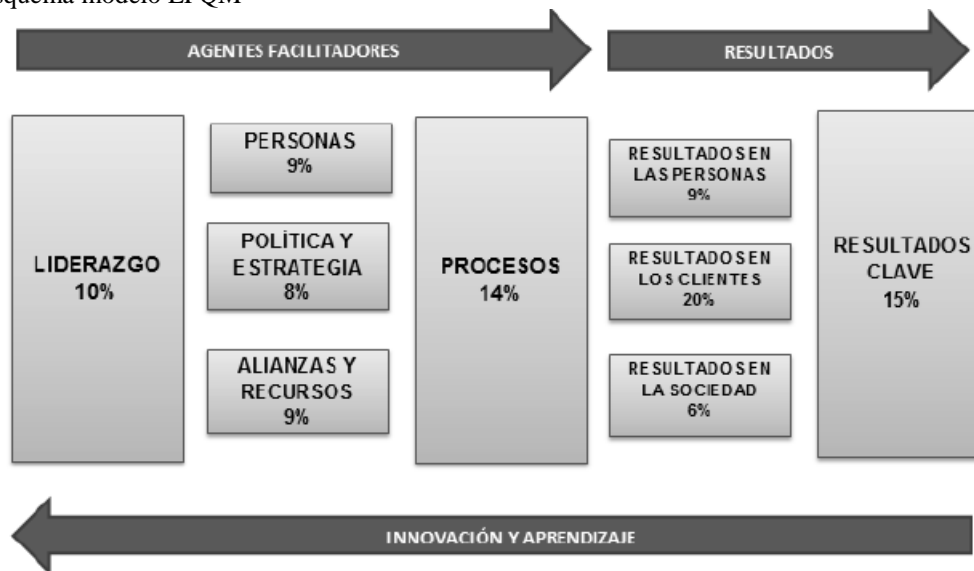 AGENTES FACILITADORES
RESULTADOS
LIDERAZGO
10%
PERSONAS
9%
POLÍTICA Y
ESTRATEGIA
8%
ALIANZAS Y
RECURSOS
9%
PROCESOS
14%
RESULTADOS EN
LAS PERSONAS
9%
RESULTADOS EN
LOS CLIENTES
20%
RESULTADOS EN
LA SOCIEDAD
6%
RESULTADOS
CLAVE
15%
INNOVACIÓN Y APRENDIZAJE